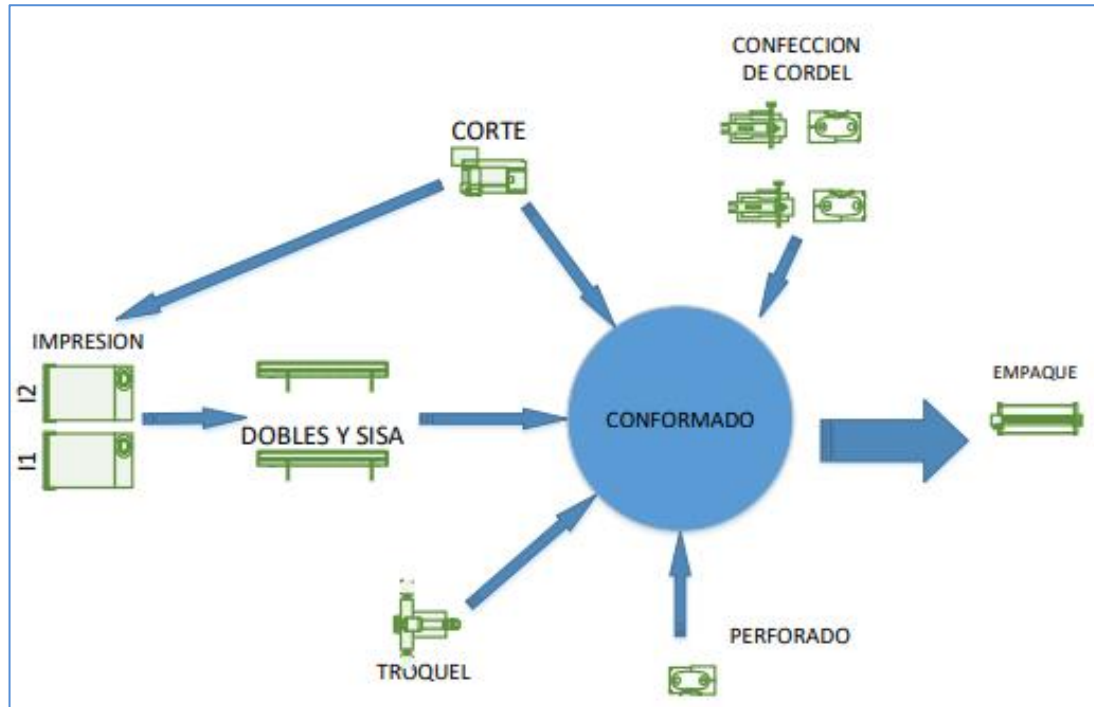 CONFECCION
DE CORDEL
CORTE
IMPRESION
I2
I1
DOBLES Y SISA
CONFORMADO
EMPAQUE
TROQUEL
PERFORADO